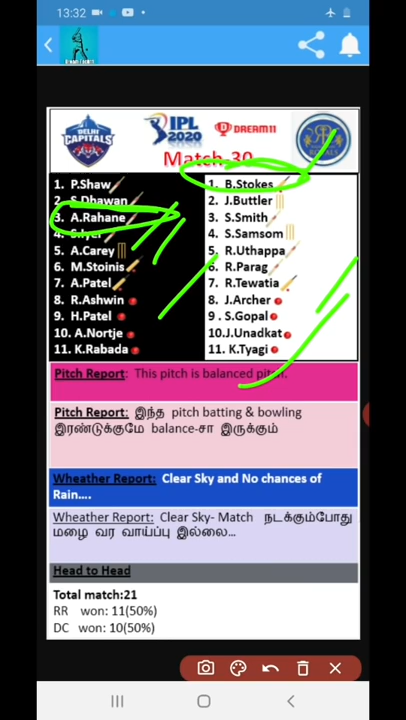 13:32
DELHI
CAPITALS
IPL
2020
DREAM11
ROYALS
Match-30
1. P.Shaw
2. S.Dhawan
3. A.Rahane
4. S.Iyer
5. A.Carey
6. M.Stoinis
7. A.Patel
8. R.Ashwin
9. H.Patel
10. A.Nortje
11. K.Rabada
1. B.Stokes
2. J.Buttler
3. S.Smith
4. S.Samsom
5. R.Uthappa
6. R.Parag
7. R.Tewatia
8. J.Archer
9 . S.Gopal
10.J.Unadkat
11. K.Tyagi
Pitch Report: This pitch is balanced pitch.
Pitch Report: இந்த pitch batting & bowling
இரண்டுக்குமே balance-சா இருக்கும்
Wheather Report: Clear Sky and No chances of
Rain....
Wheather Report: Clear Sky- Match நடக்கும்போது
மழை வர வாய்ப்பு இல்லை...
Head to Head
Total match:21
RR won: 11(50%)
DC won: 10(50%)